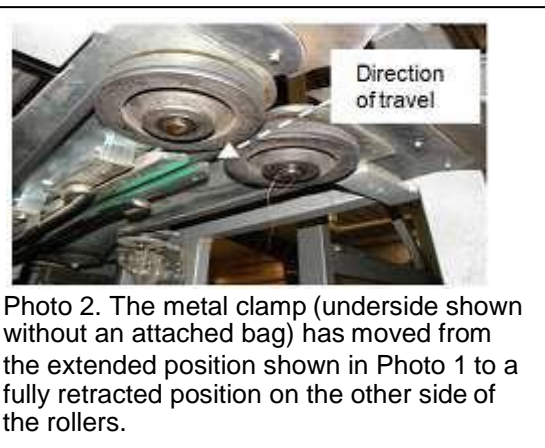 Direction
of travel
Photo 2. The metal clamp (underside shown
without an attached bag) has moved from
the extended position shown in Photo 1 to a
fully retracted position on the other side of
the rollers.